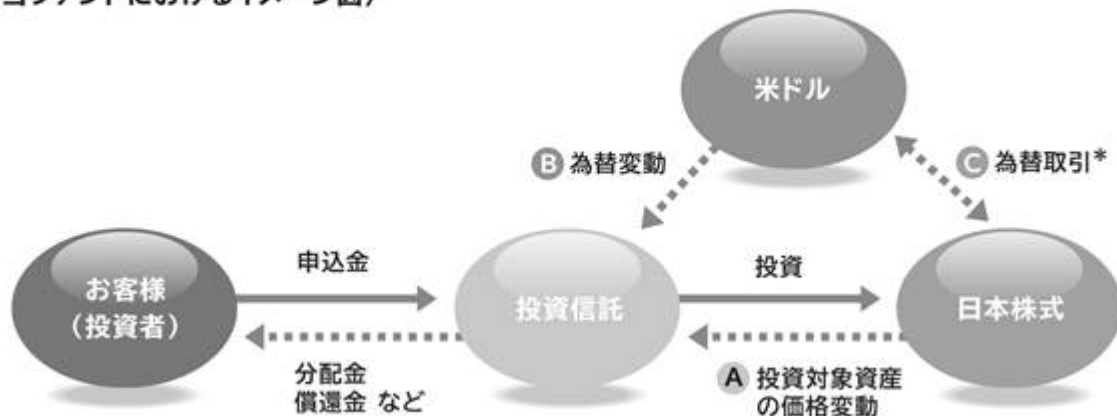 米ドル
B 為替変動
C 為替取引*
お客様
（投資者）
申込金
投資信託
投資
日本株式
分配金
償還金 など
A 投資対象資産
の価格変動